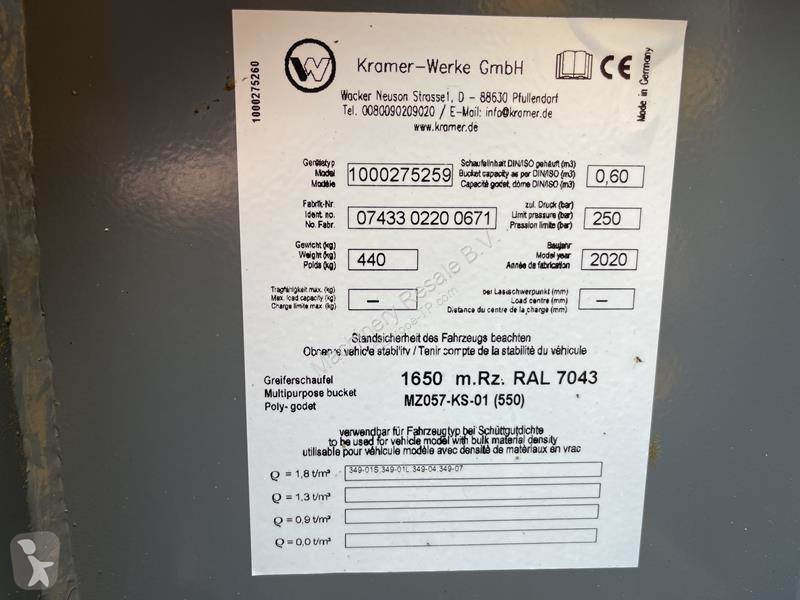 1000275260
W
Kramer-Werke GmbH
CE
Made in Germany
Wacker Neuson Strasse1, D - 88630 Pfullendorf
Tel. 0080090209020 / E-Mail: info@kramer.de
www.kramer.de
Gerätetyp
Model
Modéle
1000275259
Schaufelinhalt DIN/ISO gehäuft (m3)
Bucket capacity as per DIN/ISO (m3)
Capacité godet, dôme DIN/ISO (m3)
0,60
Fabrik-Nr.
Ident. no.
No. Fabr.
07433 0220 0671
zul. Druck (bar)
Limit pressure (bar)
Pression limite (bar)
250
Gewicht (kg)
Weight (kg)
Poids (kg)
440
Baujahr
Model year
Année de fabrication
2020
Tragfähigkeit max. (kg)
Max. load capacity (kg)
Charge limite max. (kg)
–
bei Lastschwerpunkt (mm)
Load centre (mm)
Distance du centre de la charge (mm)
–
Standsicherheit des Fahrzeugs beachten
Observe vehicle stability / Tenir compte de la stabilité du véhicule
Greiferschaufel
Multipurpose bucket
Poly- godet
1650 m.Rz. RAL 7043
MZ057-KS-01 (550)
verwendbar für Fahrzeugtyp bei Schüttgutdichte
to be used for vehicle model with bulk material density
utilisable pour véhicule modèle avec densité de matériaux en vrac
Q = 1,8 t/m³
349-01S,349-01L,349-04,349-07
Q = 1,3 t/m³
Q = 0,9 t/m³
Q = 0,0 t/m³
Machinery Resale B.V.